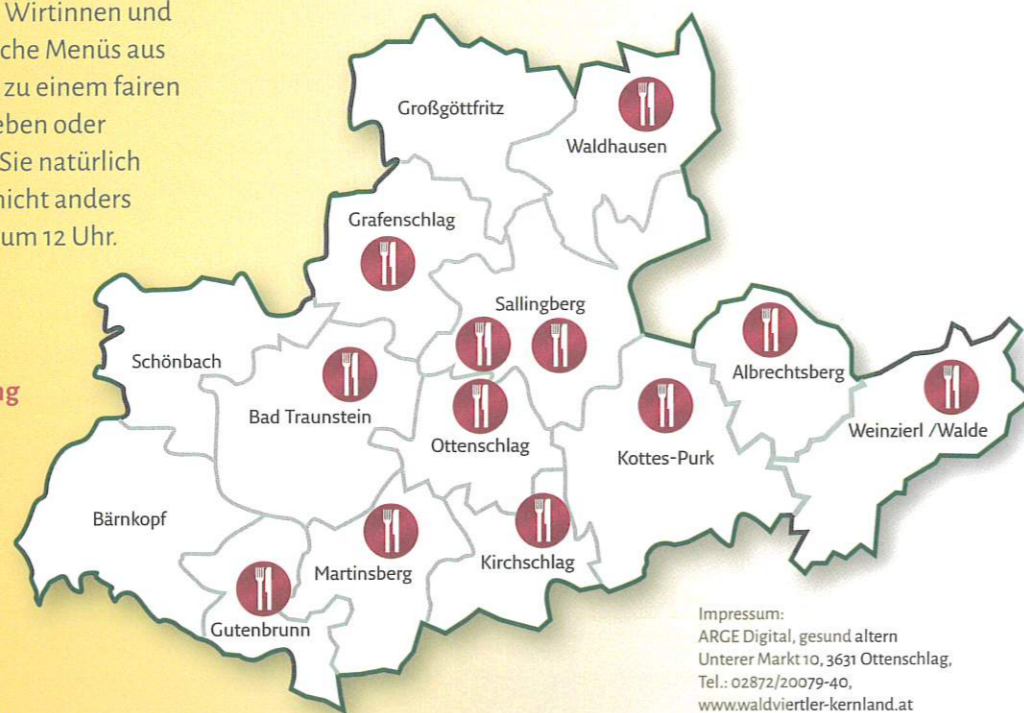 Wirtinnen und
che Menüs aus
zu einem fairen
eben oder
Sie natürlich
nicht anders
um 12 Uhr.
ng
Großgöttfritz
Waldhausen
Grafenschlag
Sallingberg
Schönbach
Albrechtsberg
Bad Traunstein
Weinzierl /Walde
Ottenschlag
Kottes-Purk
Bärnkopf
Kirchschlag
Martinsberg
Gutenbrunn
Impressum:
ARGE Digital, gesund altern
Unterer Markt 10, 3631 Ottenschlag,
Tel.: 02872/20079-40,
www.waldviertler-kernland.at